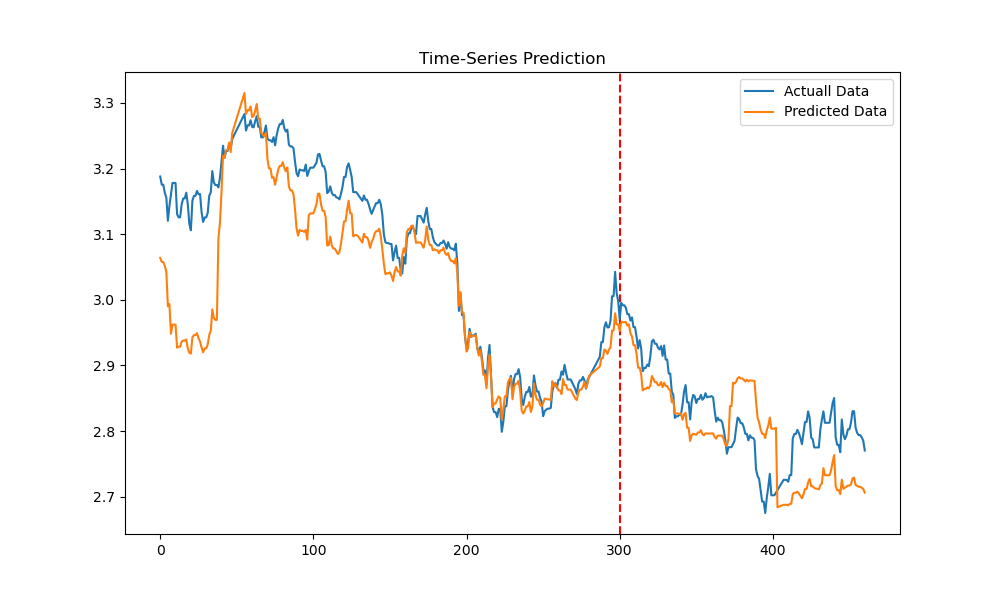 Time-Series Prediction
Actuall Data
Predicted Data
3.3
3.2
3.1
3.0
2.9
2.8
2.7
0 100 200 300 400